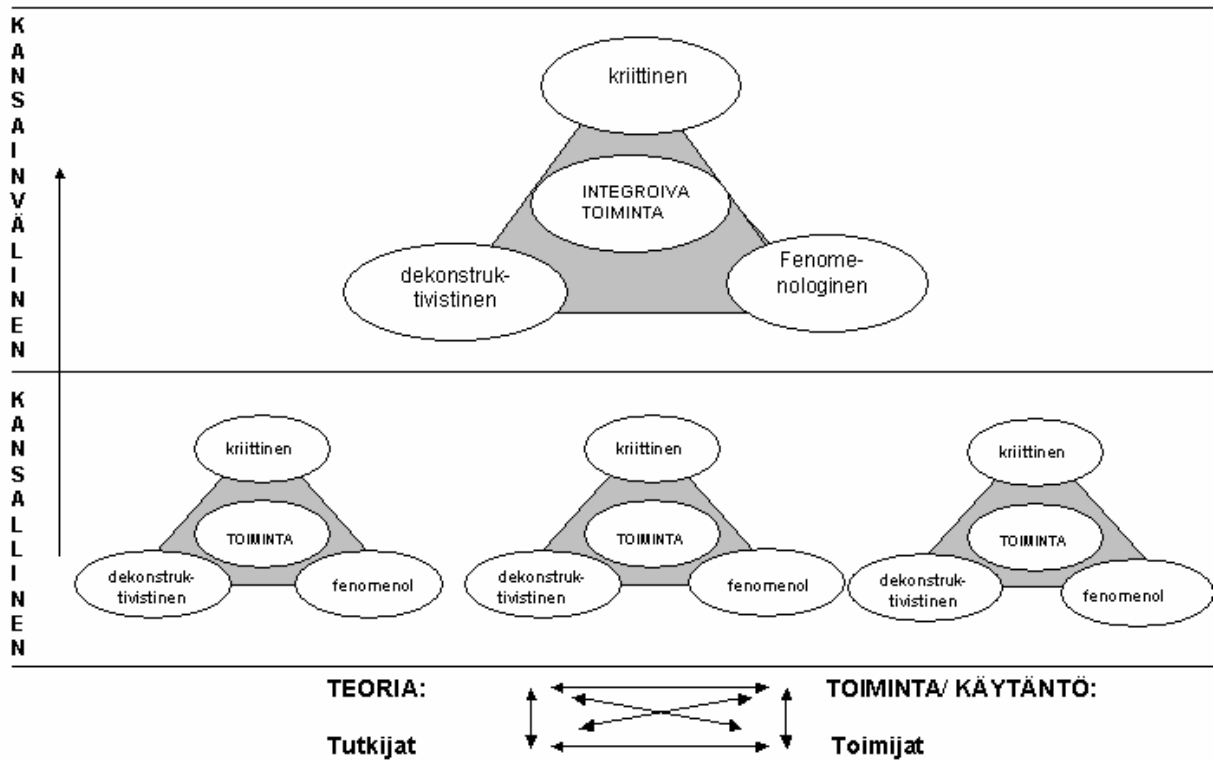 KANSAINVÄLINEN
kriittinen
INTEGROIVA
TOIMINTA
dekonstruk-
tivistinen
Fenome-
nologinen
KANSALLINEN
kriittinen
TOIMINTA
dekonstruk-
tivistinen
fenomenol
kriittinen
TOIMINTA
dekonstruk-
tivistinen
fenomenol
kriittinen
TOIMINTA
dekonstruk-
tivistinen
fenomenol
TEORIA:
TOIMINTA/ KÄYTÄNTÖ:
Tutkijat
Toimijat